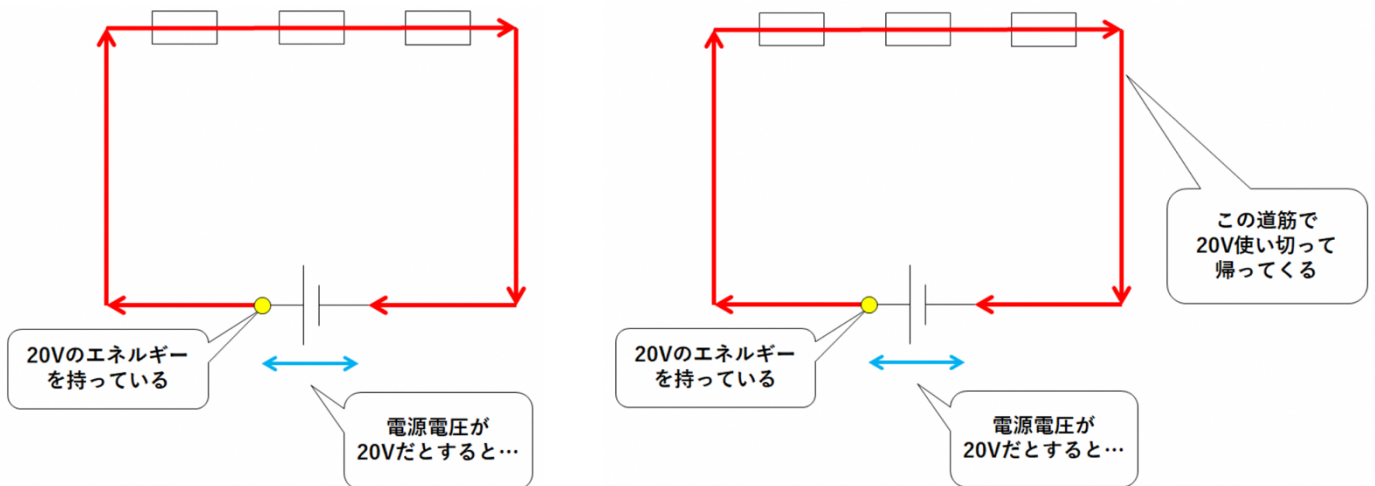 20Vのエネルギー
を持っている
電源電圧が
20Vだとすると…
この道筋で
20V使い切って
帰ってくる
20Vのエネルギー
を持っている
電源電圧が
20Vだとすると…